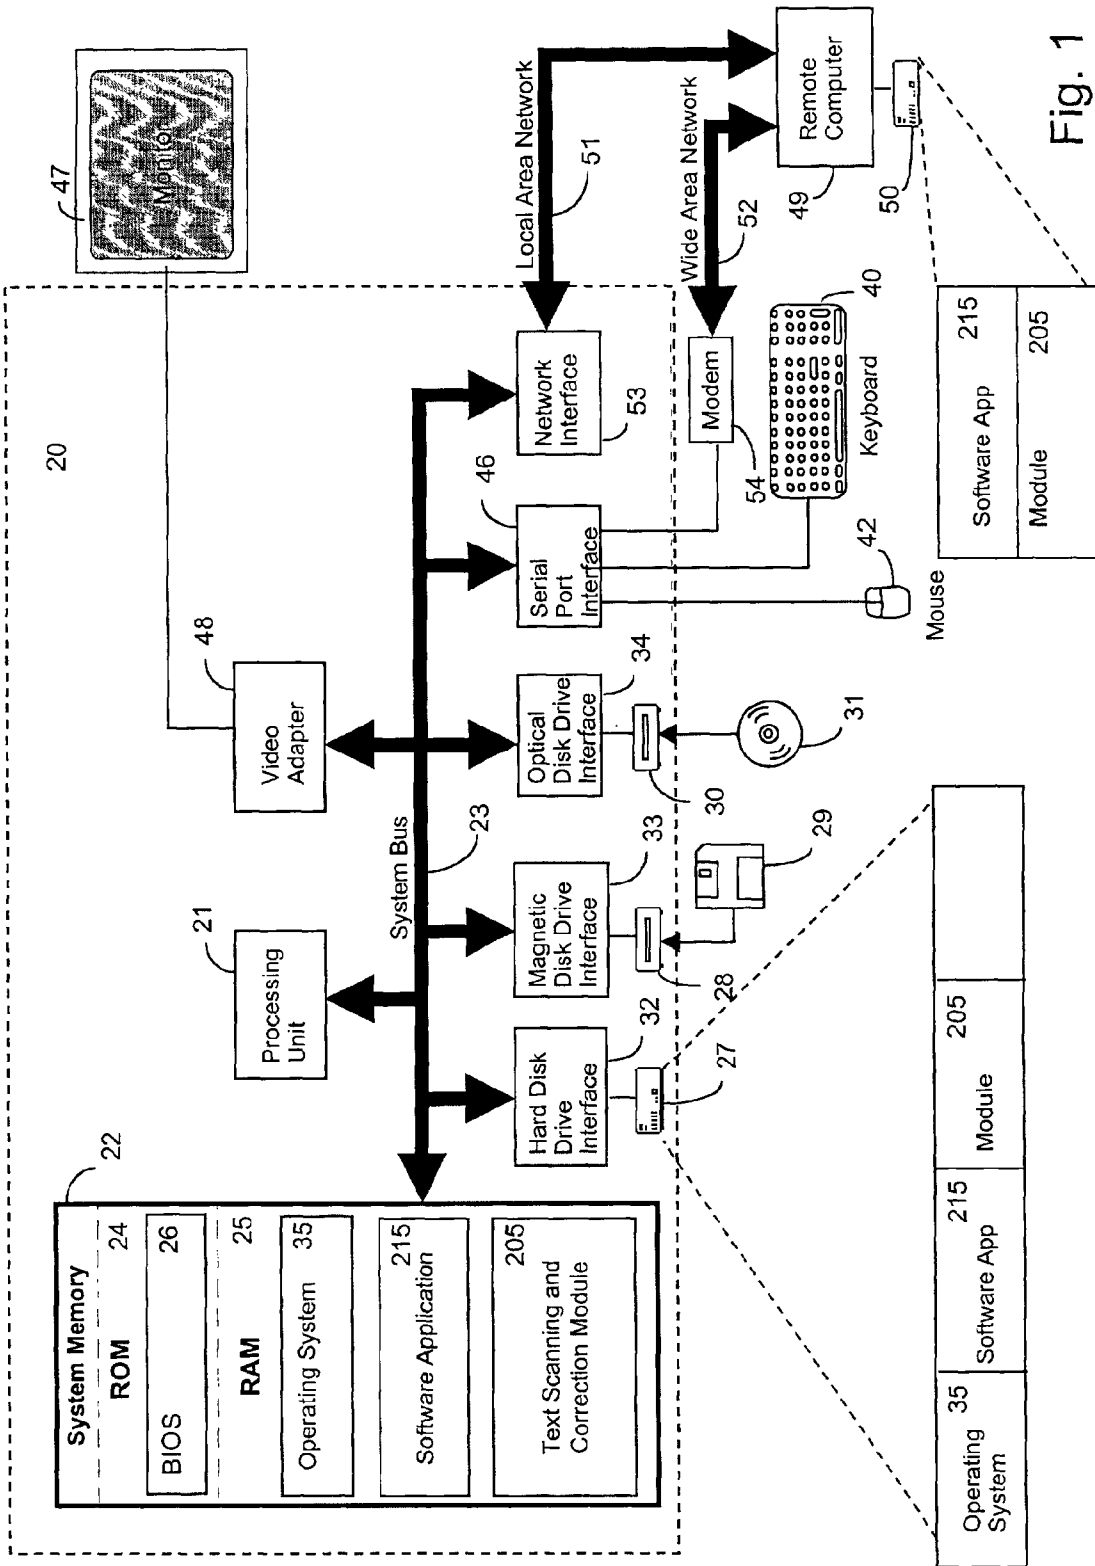 20
System Memory
ROM
24
BIOS
26
RAM
25
Operating System
35
Software Application
215
Text Scanning and
Correction Module
205
22
Processing
Unit
21
Video
Adapter
48
47
Monitor
System Bus
23
Hard Disk
Drive
Interface
32
Magnetic
Disk Drive
Interface
33
Optical
Disk Drive
Interface
34
Serial
Port
Interface
46
Network
Interface
53
Local Area Network
51
Wide Area Network
52
Modem
54
Remote
Computer
49
50
27
28
29
30
31
Mouse
42
Keyboard
40
Operating
System
35
Software App
215
Module
205
Software App
215
Module
205
Fig. 1